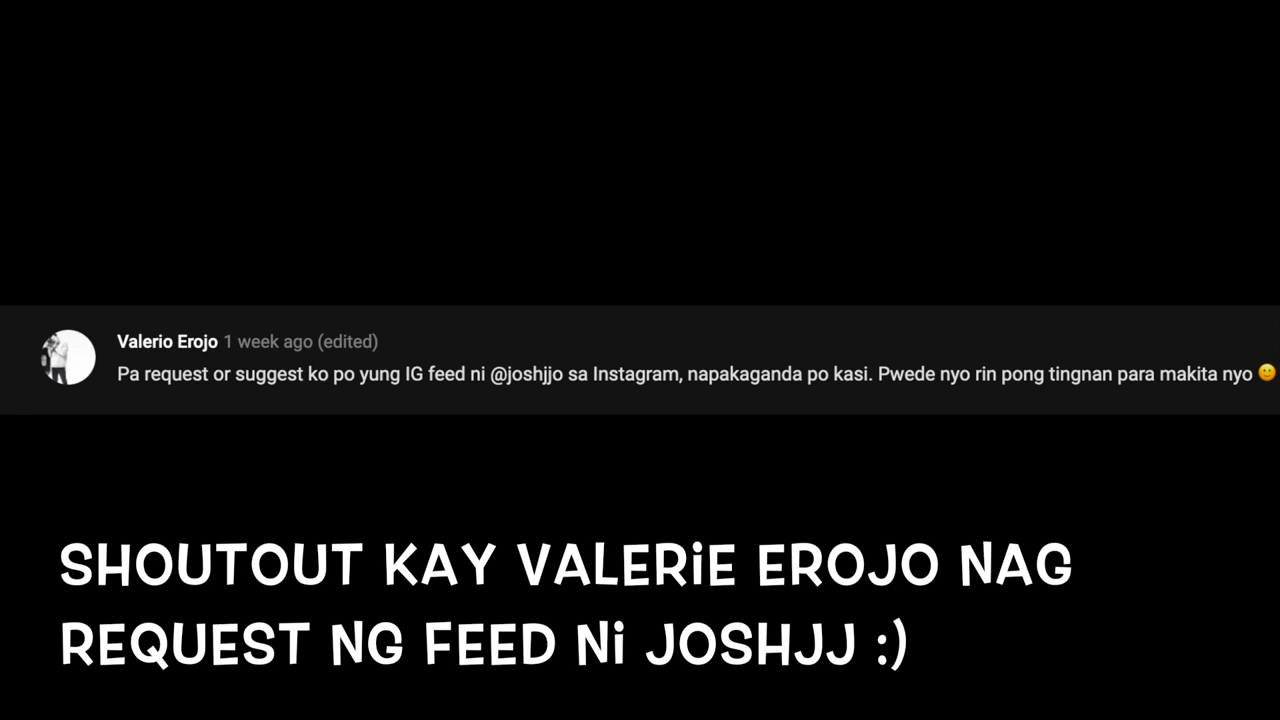 Valerio Erojo 1 week ago (edited)
Pa request or suggest ko po yung IG feed ni @joshjjo sa Instagram, napakaganda po kasi. Pwede nyo rin pong tingnan para makita nyo 🙂
SHOUTOUT KAY VALERiE EROJO NAG
REQUEST NG FEED Ni JOSHJJ :)